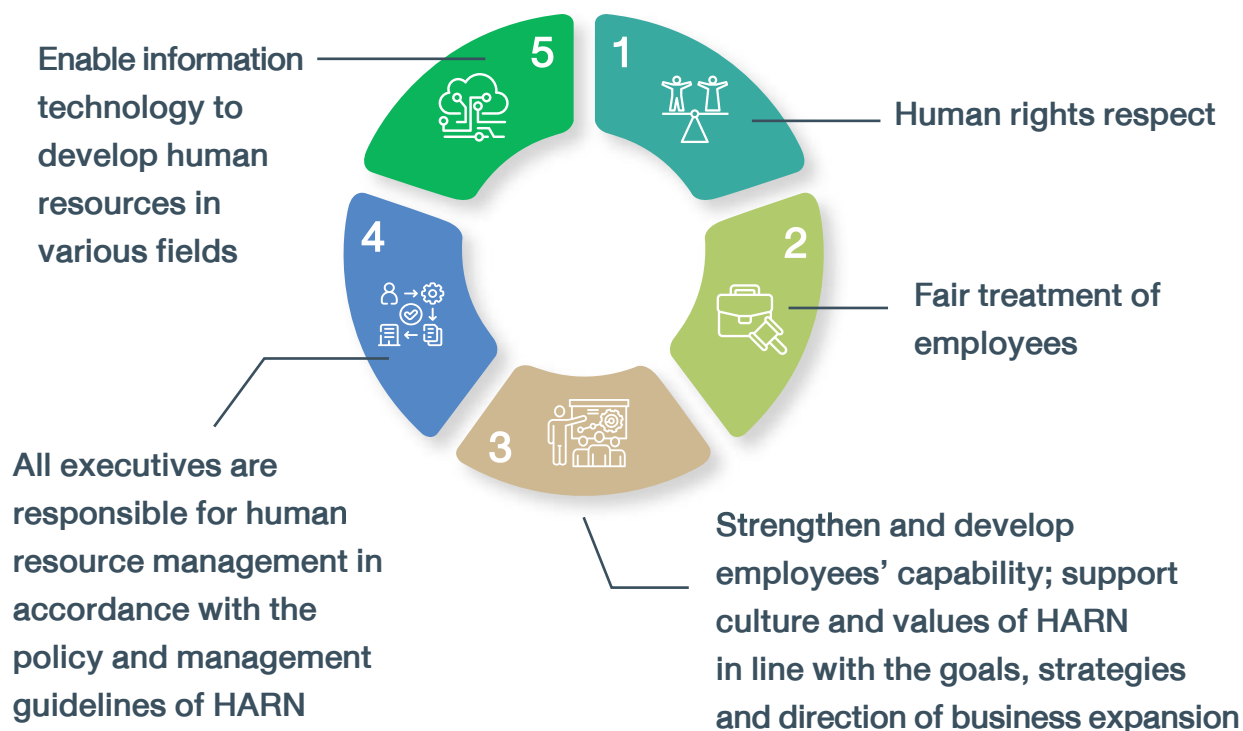 1
Human rights respect
2
Fair treatment of
employees
3
Strengthen and develop
employees’ capability; support
culture and values of HARN
in line with the goals, strategies
and direction of business expansion
4
All executives are
responsible for human
resource management in
accordance with the
policy and management
guidelines of HARN
5
Enable information
technology to
develop human
resources in
various fields